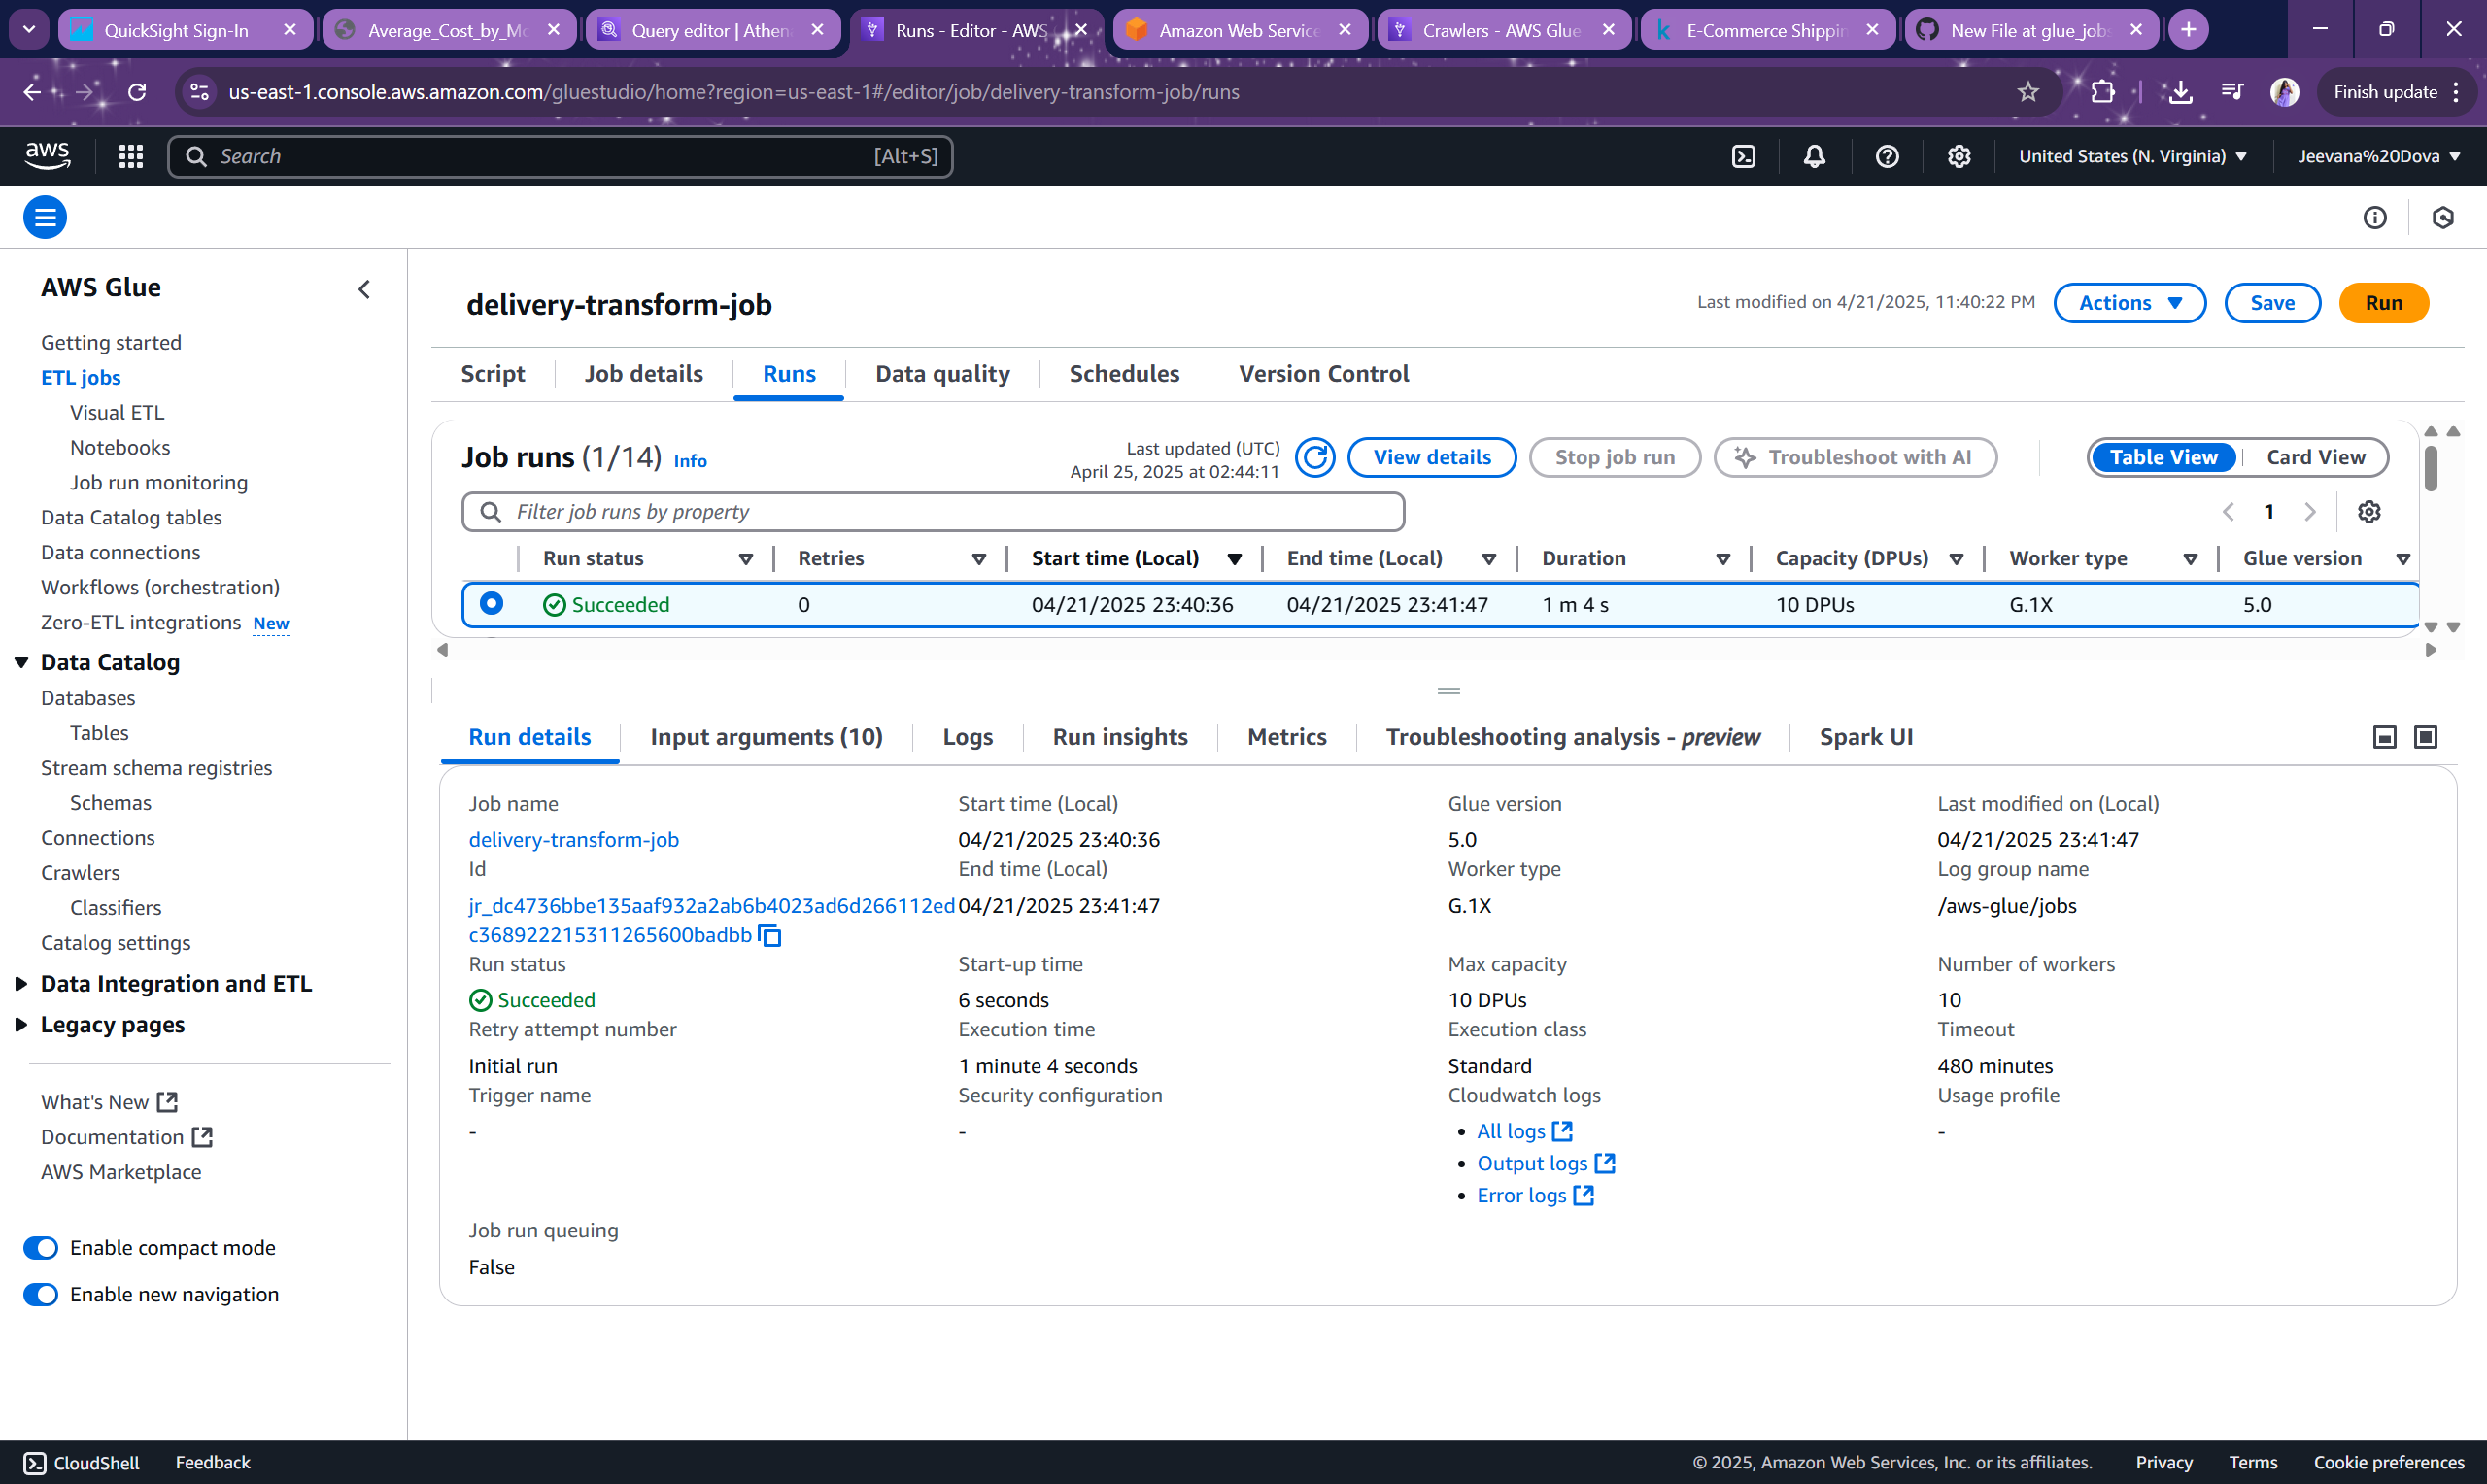 QuickSight Sign-In
Average_Cost_by_Mo
Query editor | Athen
Runs - Editor - AWS
Amazon Web Service
Crawlers - AWS Glue
E-Commerce Shippin
New File at glue_job
us-east-1.console.aws.amazon.com/gluestudio/home?region=us-east-1#/editor/job/delivery-transform-job/runs
Finish update
aws
Search
[Alt+S]
United States (N. Virginia)
Jeevana%20Dova
AWS Glue
Getting started
ETL jobs
Visual ETL
Notebooks
Job run monitoring
Data Catalog tables
Data connections
Workflows (orchestration)
Zero-ETL integrations New
Data Catalog
Databases
Tables
Stream schema registries
Schemas
Connections
Crawlers
Classifiers
Catalog settings
Data Integration and ETL
Legacy pages
What's New
Documentation
AWS Marketplace
Enable compact mode
Enable new navigation
delivery-transform-job
Last modified on 4/21/2025, 11:40:22 PM
Actions
Save
Run
Script
Job details
Runs
Data quality
Schedules
Version Control
Job runs (1/14) Info
Last updated (UTC)
April 25, 2025 at 02:44:11
View details
Stop job run
Troubleshoot with AI
Table View
Card View
Filter job runs by property
1
Run status
Retries
Start time (Local)
End time (Local)
Duration
Capacity (DPUs)
Worker type
Glue version
Succeeded
0
04/21/2025 23:40:36
04/21/2025 23:41:47
1 m 4 s
10 DPUs
G.1X
5.0
Run details
Input arguments (10)
Logs
Run insights
Metrics
Troubleshooting analysis - preview
Spark UI
Job name
delivery-transform-job
Id
jr_dc4736bbe135aaf932a2ab6b4023ad6d266112ed
c368922215311265600badbb
Run status
Succeeded
Retry attempt number
Initial run
Trigger name
-
Job run queuing
False
Start time (Local)
04/21/2025 23:40:36
End time (Local)
04/21/2025 23:41:47
Start-up time
6 seconds
Execution time
1 minute 4 seconds
Security configuration
-
Glue version
5.0
Worker type
G.1X
Max capacity
10 DPUs
Execution class
Standard
Cloudwatch logs
All logs
Output logs
Error logs
Last modified on (Local)
04/21/2025 23:41:47
Log group name
/aws-glue/jobs
Number of workers
10
Timeout
480 minutes
Usage profile
-
CloudShell
Feedback
© 2025, Amazon Web Services, Inc. or its affiliates.
Privacy
Terms
Cookie preferences